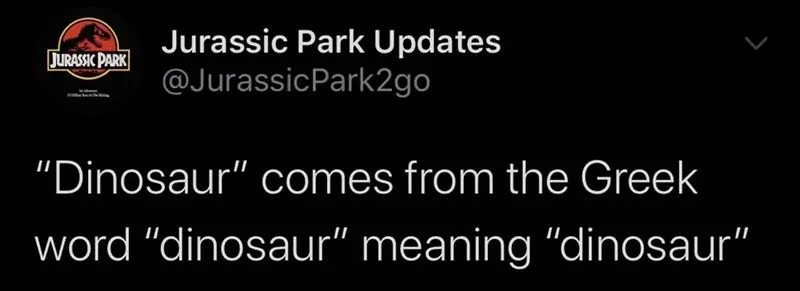 JURASSIC PARK
Jurassic Park Updates
@JurassicPark2go
“Dinosaur” comes from the Greek
word “dinosaur” meaning “dinosaur”